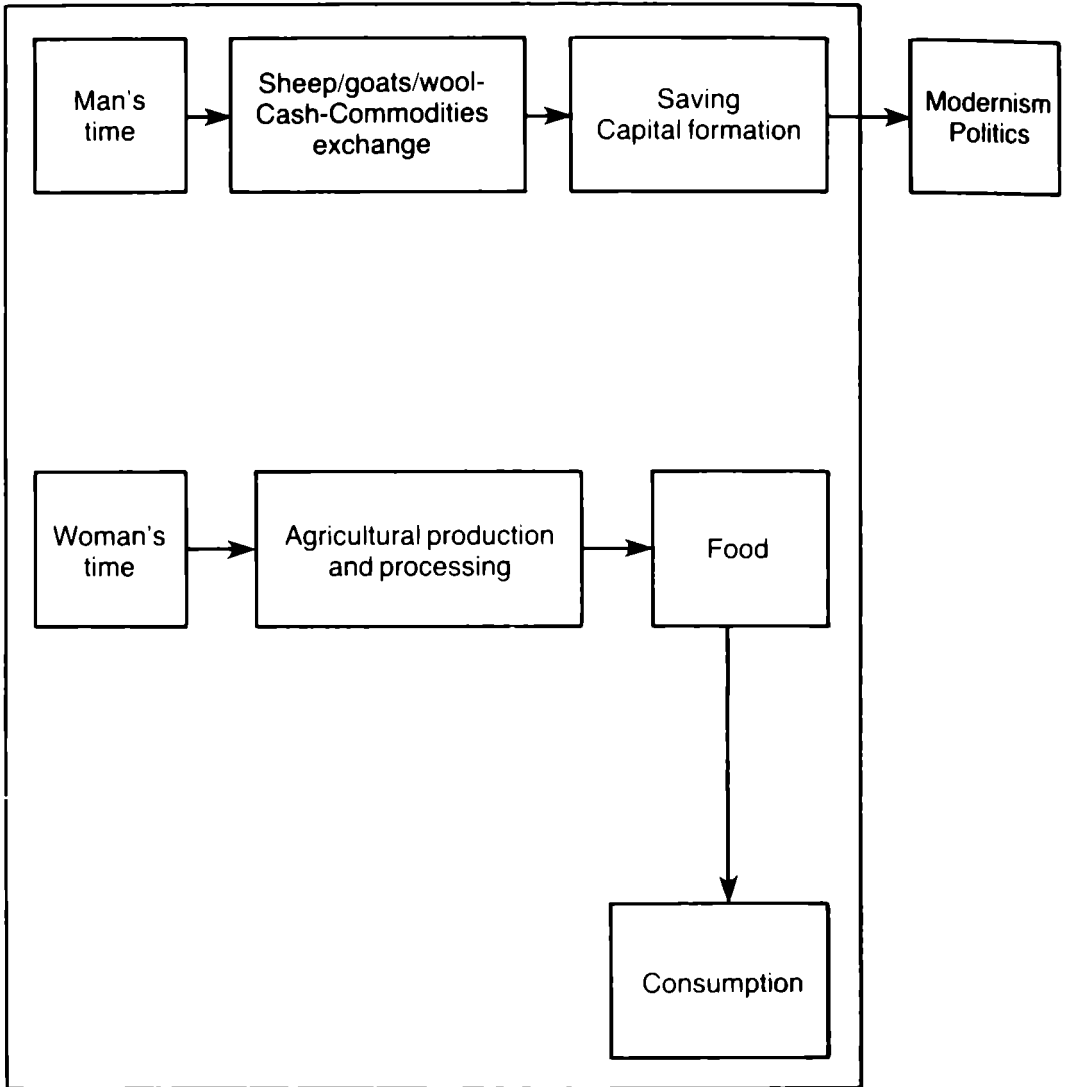 Man's
time
Sheep/goats/wool-
Cash-Commodities
exchange
Saving
Capital formation
Modernism
Politics
Woman's
time
Agricultural production
and processing
Food
Consumption